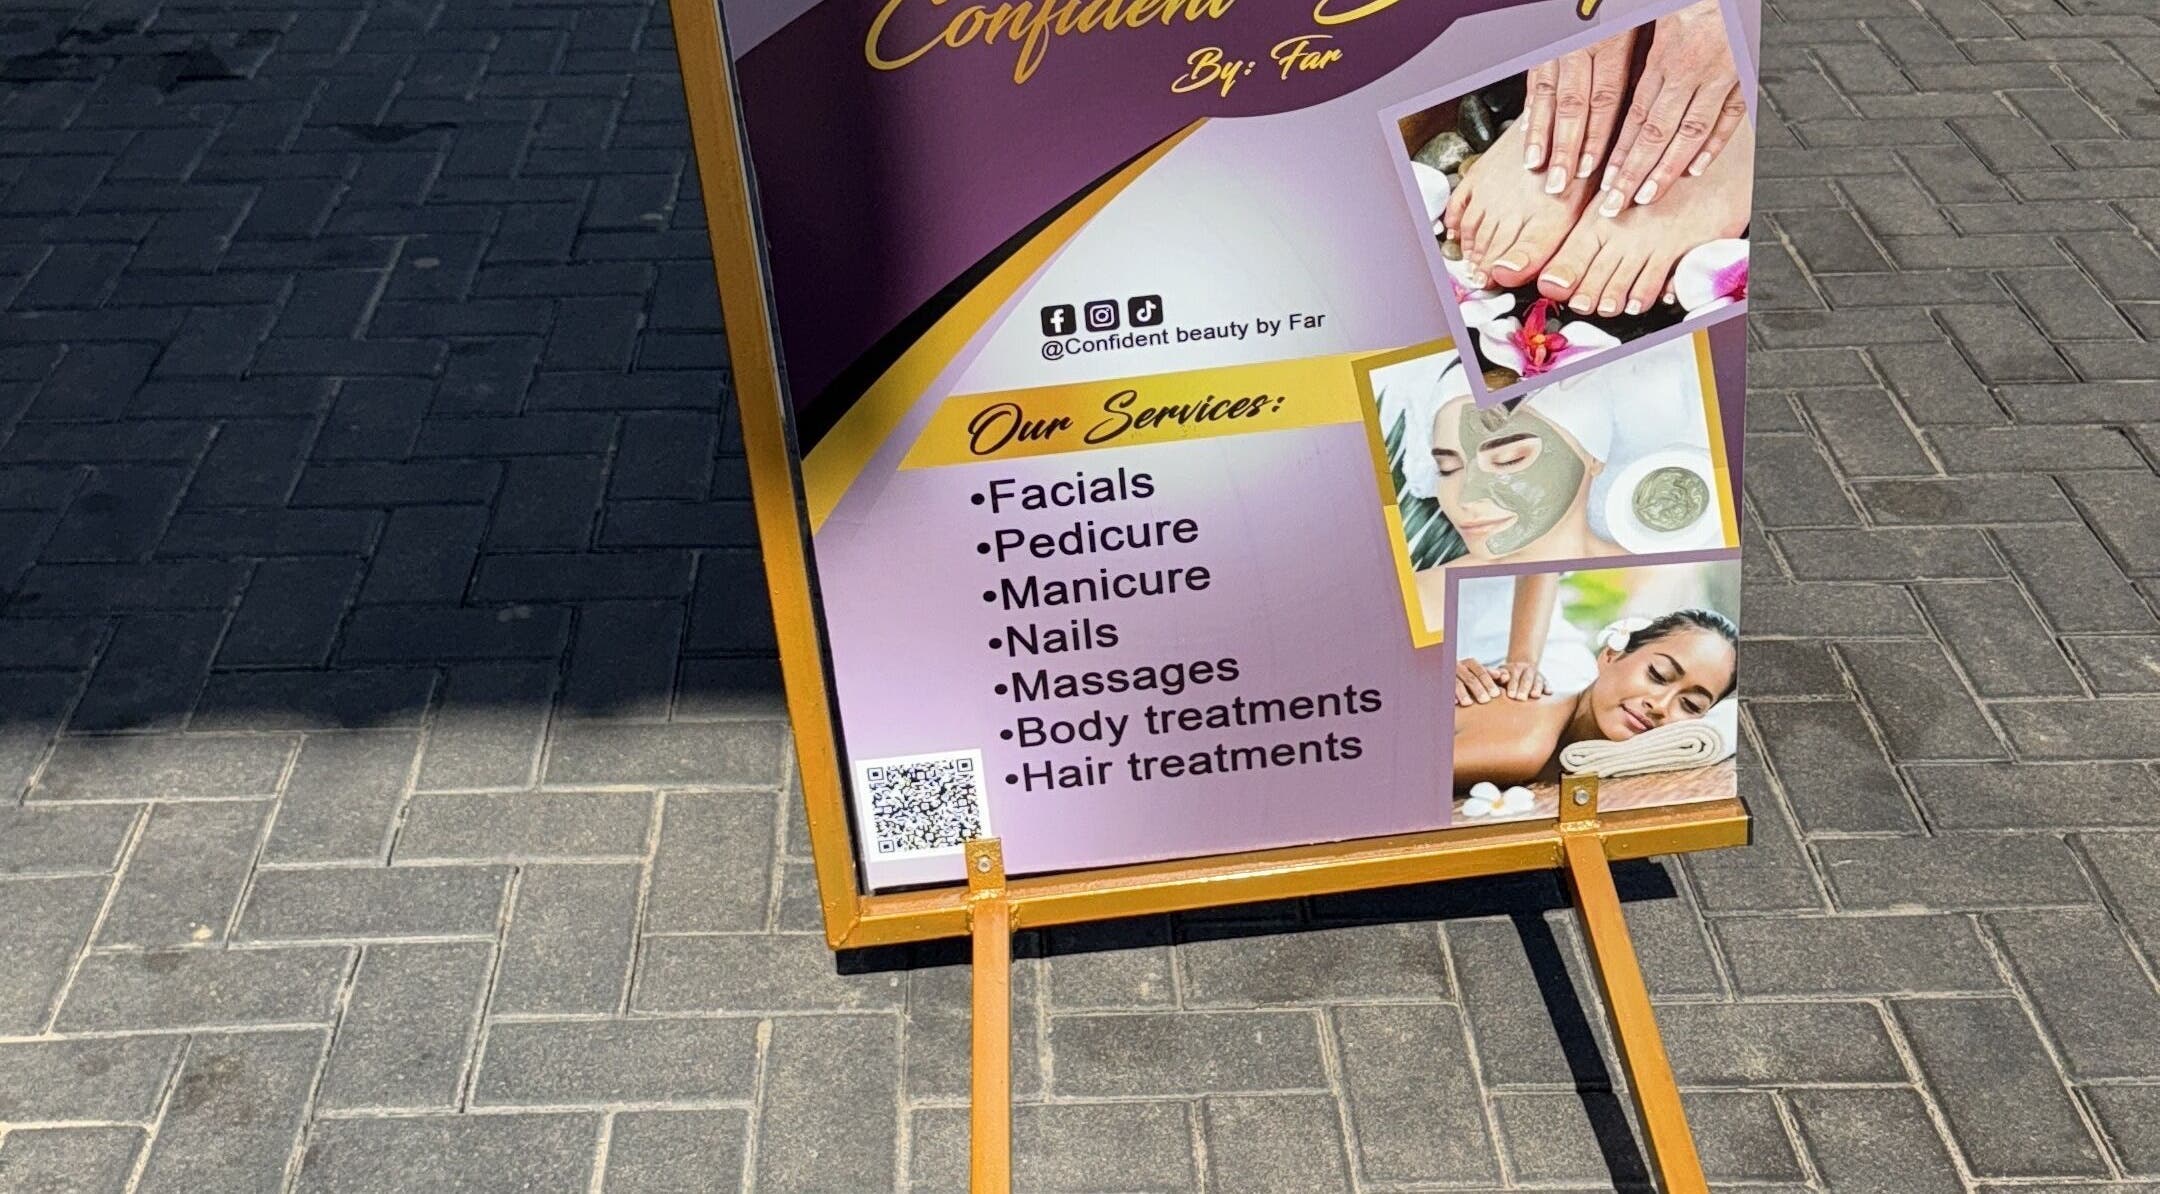 Confident
By: Far
@Confident beauty by Far
Our Services:
•Facials
•Pedicure
•Manicure
•Nails
•Massages
•Body treatments
•Hair treatments